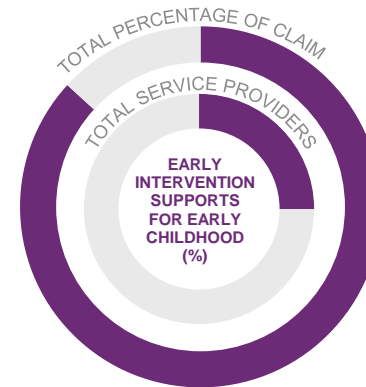 TOTAL PERCENTAGE OF CLAIM
TOTAL SERVICE PROVIDERS
EARLY
INTERVENTION
SUPPORTS
FOR EARLY
CHILDHOOD
(%)